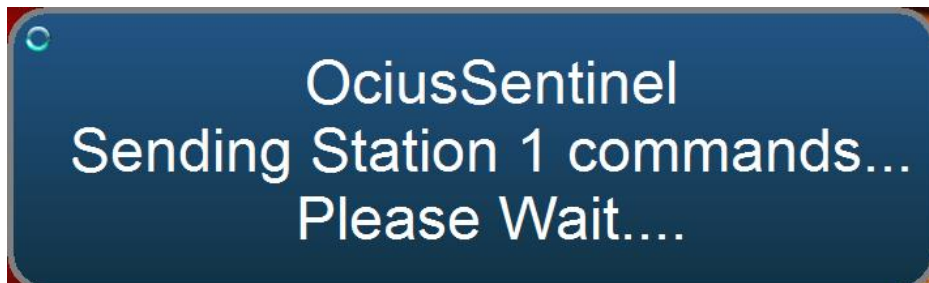 OciusSentinel
Sending Station 1 commands...
Please Wait....